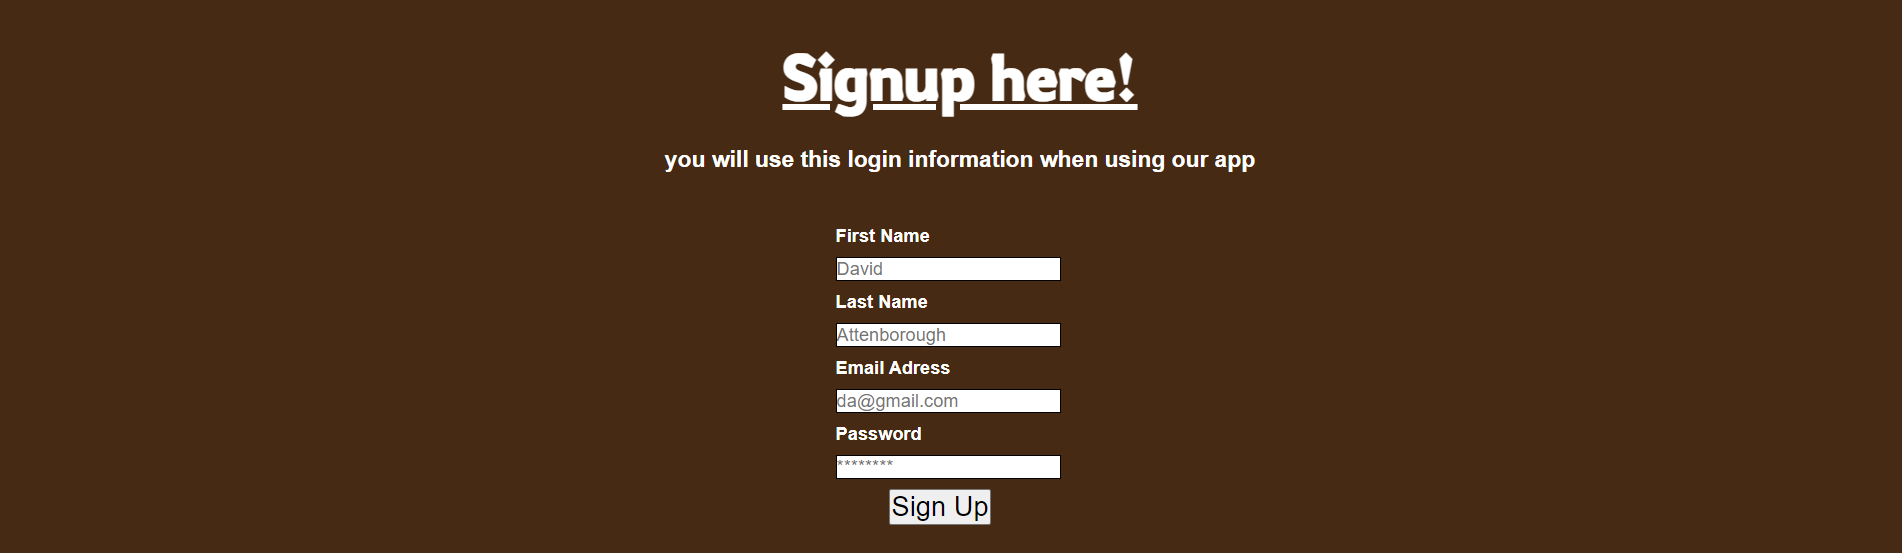 Signup here!
you will use this login information when using our app
First Name
David
Last Name
Attenborough
Email Adress
da@gmail.com
Password
********
Sign Up